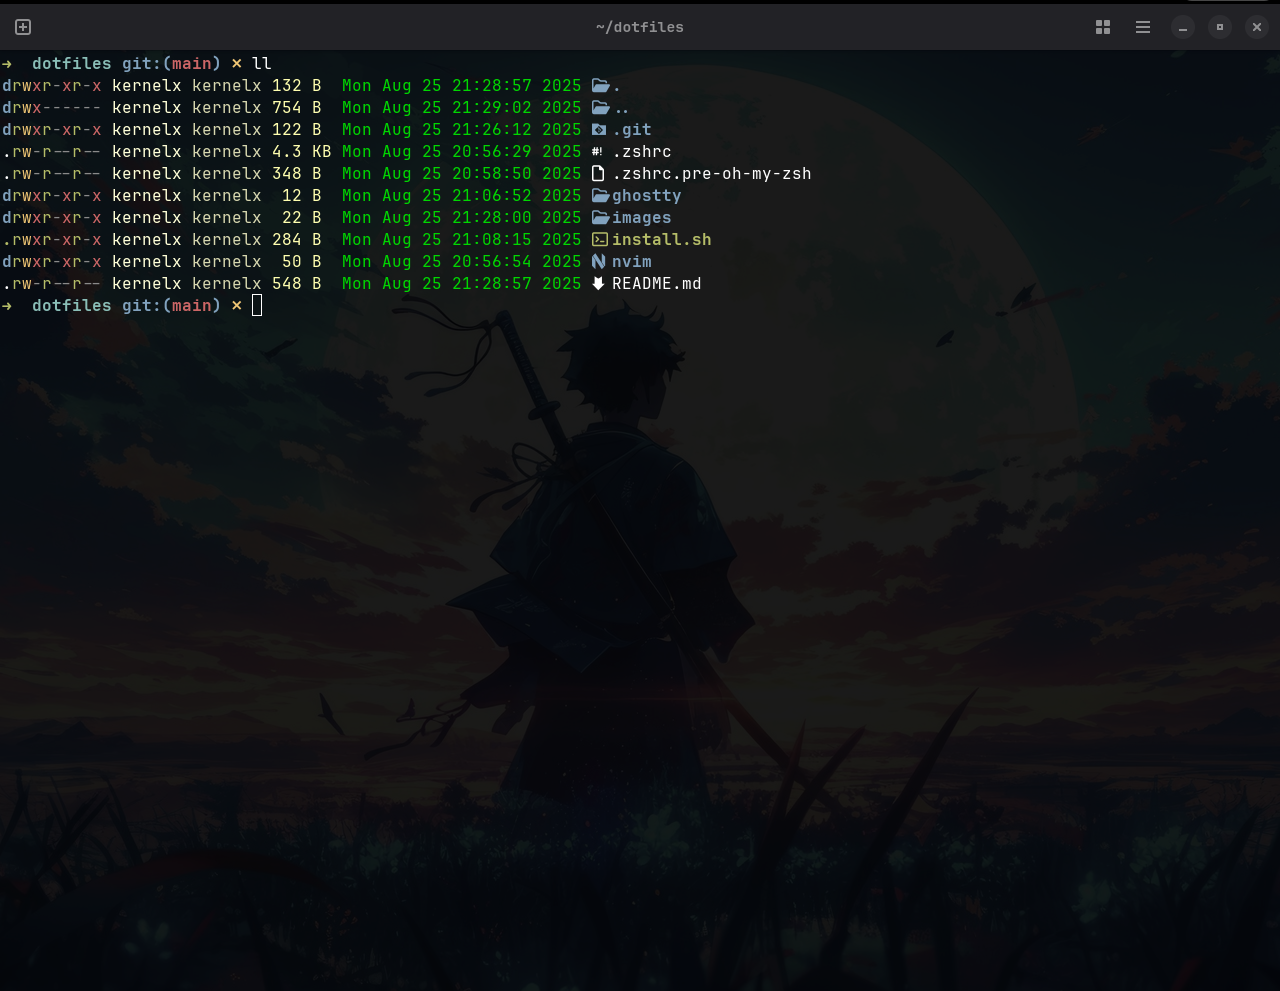 ~/dotfiles
→  dotfiles git:(main) × ll
drwxr-xr-x kernelx kernelx 132 B  Mon Aug 25 21:28:57 2025 .
drwx------ kernelx kernelx 754 B  Mon Aug 25 21:29:02 2025 ..
drwxr-xr-x kernelx kernelx 122 B  Mon Aug 25 21:26:12 2025 .git
.rw-r--r-- kernelx kernelx 4.3 KB Mon Aug 25 20:56:29 2025 #! .zshrc
.rw-r--r-- kernelx kernelx 348 B  Mon Aug 25 20:58:50 2025 .zshrc.pre-oh-my-zsh
drwxr-xr-x kernelx kernelx  12 B  Mon Aug 25 21:06:52 2025 ghostty
drwxr-xr-x kernelx kernelx  22 B  Mon Aug 25 21:28:00 2025 images
.rwxr-xr-x kernelx kernelx 284 B  Mon Aug 25 21:08:15 2025 install.sh
drwxr-xr-x kernelx kernelx  50 B  Mon Aug 25 20:56:54 2025 nvim
.rw-r--r-- kernelx kernelx 548 B  Mon Aug 25 21:28:57 2025 README.md
→  dotfiles git:(main) ×